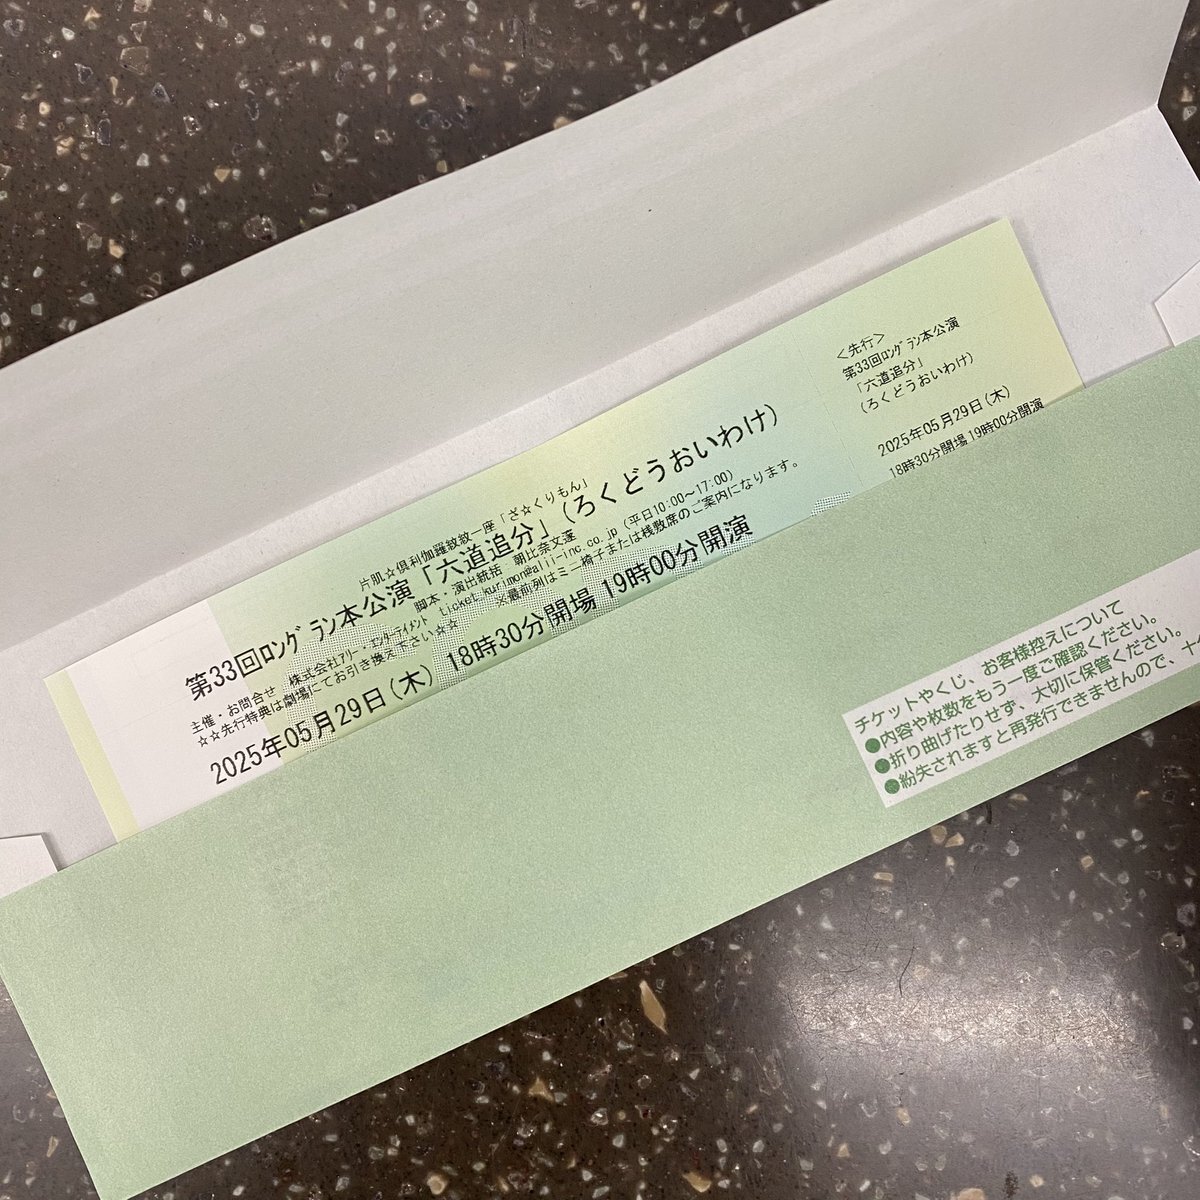 片肌☆倶利伽羅紋紋一座「ざ☆くりもん」
第33回ﾛﾝｸﾞﾗﾝ本公演「六道追分」(ろくどうおいわけ)
脚本・演出統括 朝比奈文邃
主催・お問合せ 株式会社ｱﾘｰ・ｴﾝﾀｰﾃｲﾒﾝﾄ ticket_kurimon@alii-inc.co.jp (平日10:00～17:00)
☆☆先行特典は劇場にてお引き換え下さい☆☆ ※最前列はミニ椅子または桟敷席のご案内になります。
2025年05月29日(木) 18時30分開場 19時00分開演
＜先行＞
第33回ﾛﾝｸﾞﾗﾝ本公演
「六道追分」
(ろくどうおいわけ)
2025年05月29日(木)
18時30分開場 19時00分開演
チケットやくじ、お客様控えについて
●内容や枚数をもう一度ご確認ください。
●折り曲げたりせず、大切に保管ください。
●紛失されますと再発行できませんので、十